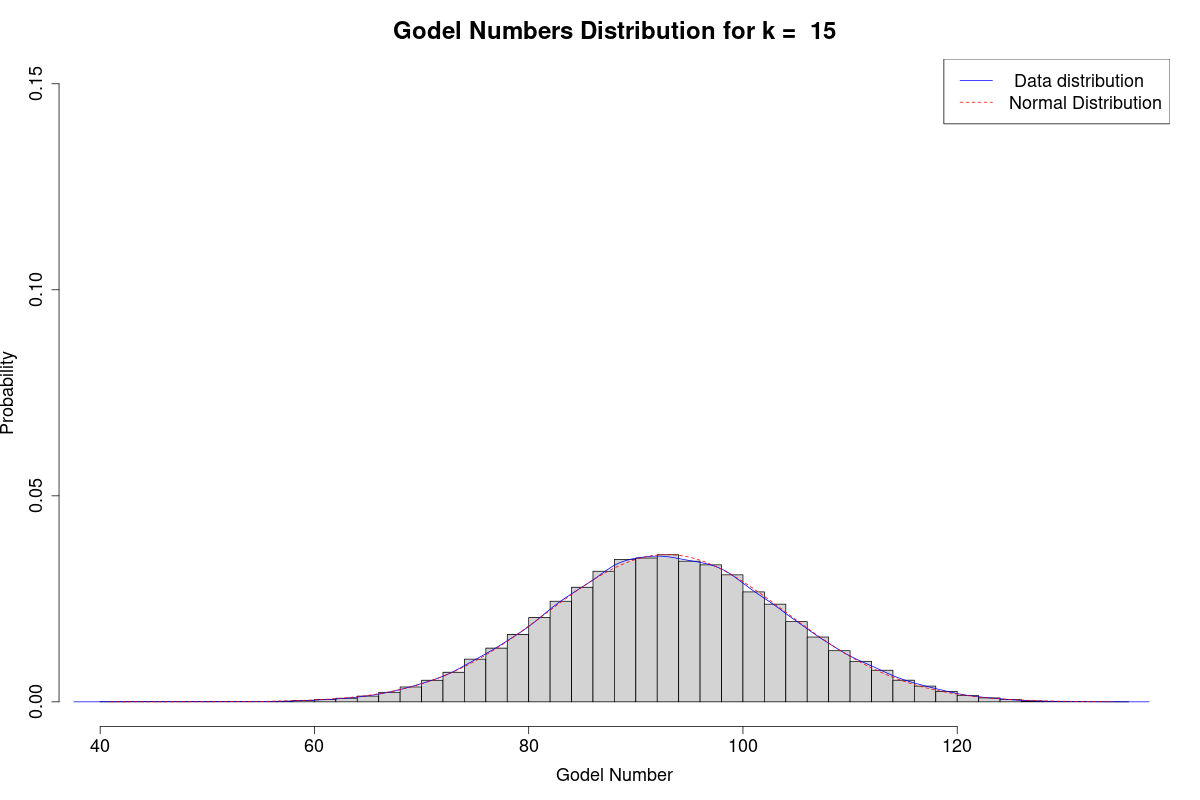 Godel Numbers Distribution for k =  15
Data distribution
Normal Distribution
0.15
0.10
0.05
0.00
Probability
40 60 80 100 120
Godel Number